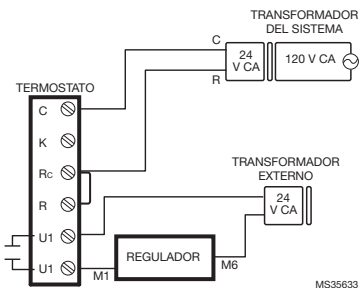 TRANSFORMADOR
DEL SISTEMA
C
24
V CA
120 V CA
R
TERMOSTATO
C
K
RC
R
U1
U1
TRANSFORMADOR
EXTERNO
24
V CA
REGULADOR
M1
M6
MS35633